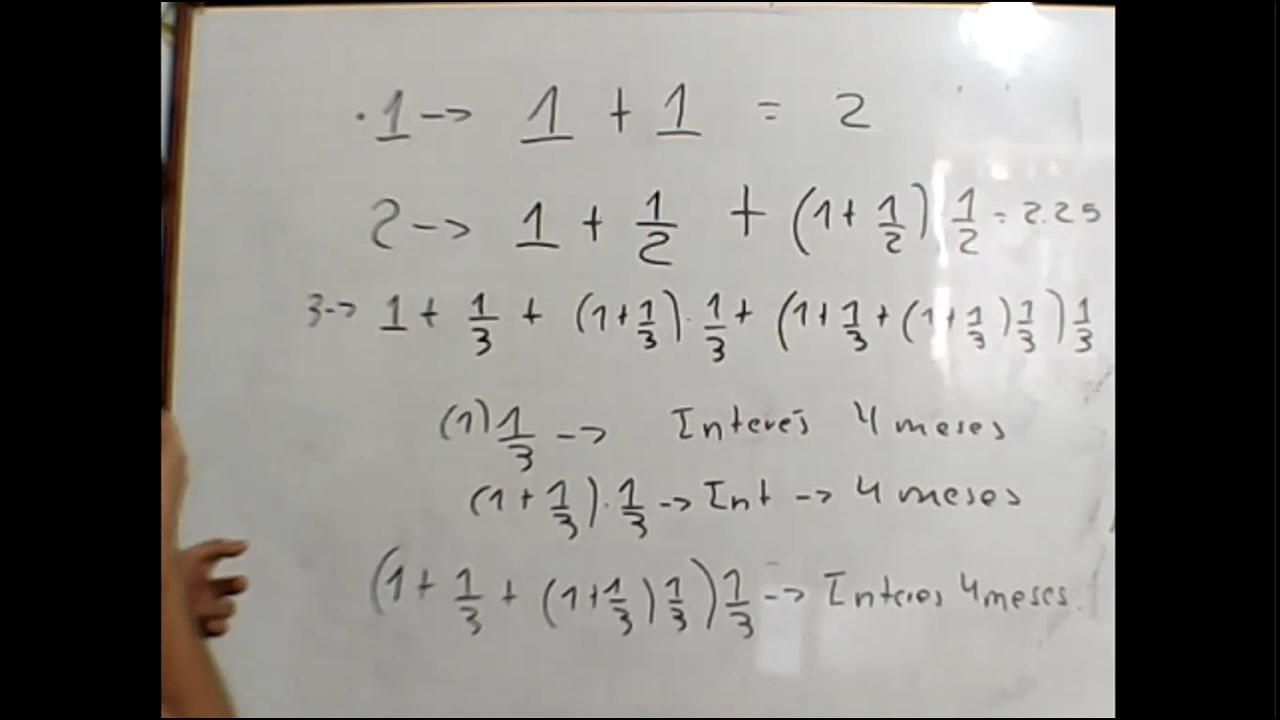 · 1 -> 1 + 1 = 2
2 -> 1 + 1/2 + (1 + 1/2) 1/2 = 2.25
3 -> 1 + 1/3 + (1 + 1/3) · 1/3 + (1 + 1/3 + (1 + 1/3) 1/3) 1/3
(1) 1/3 -> Interés 4 meses
(1 + 1/3) · 1/3 -> Int -> 4 meses
(1 + 1/3 + (1 + 1/3) 1/3) 1/3 -> Interes 4 meses.